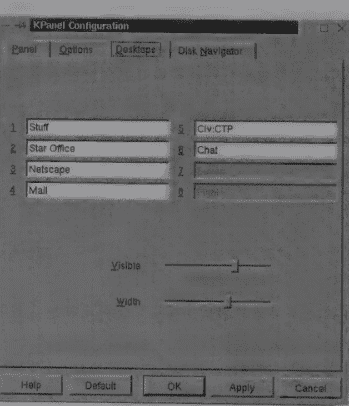 KPanel Configuration
Panel Options Desktops Disk Navigator
1 Stuff 5 Civ:CTP
2 Star Office 6 Chat
3 Netscape 7
4 Mail 8
Visible
Width
Help Default OK Apply Cancel